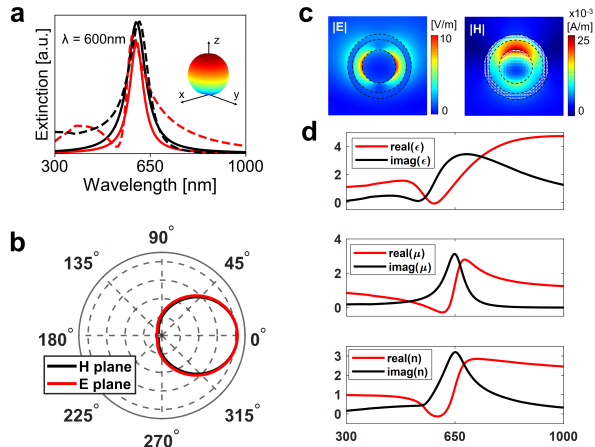 a
λ = 600nm
z
x
y
Extinction [a.u.]
300
650
1000
Wavelength [nm]
b
90°
135°
45°
180°
0°
H plane
E plane
225°
315°
270°
c
|E|
[V/m]
10
0
|H|
x10⁻³
[A/m]
25
0
d
real(ϵ)
imag(ϵ)
4
2
0
real(μ)
imag(μ)
4
2
0
real(n)
imag(n)
3
2
1
0
300
650
1000